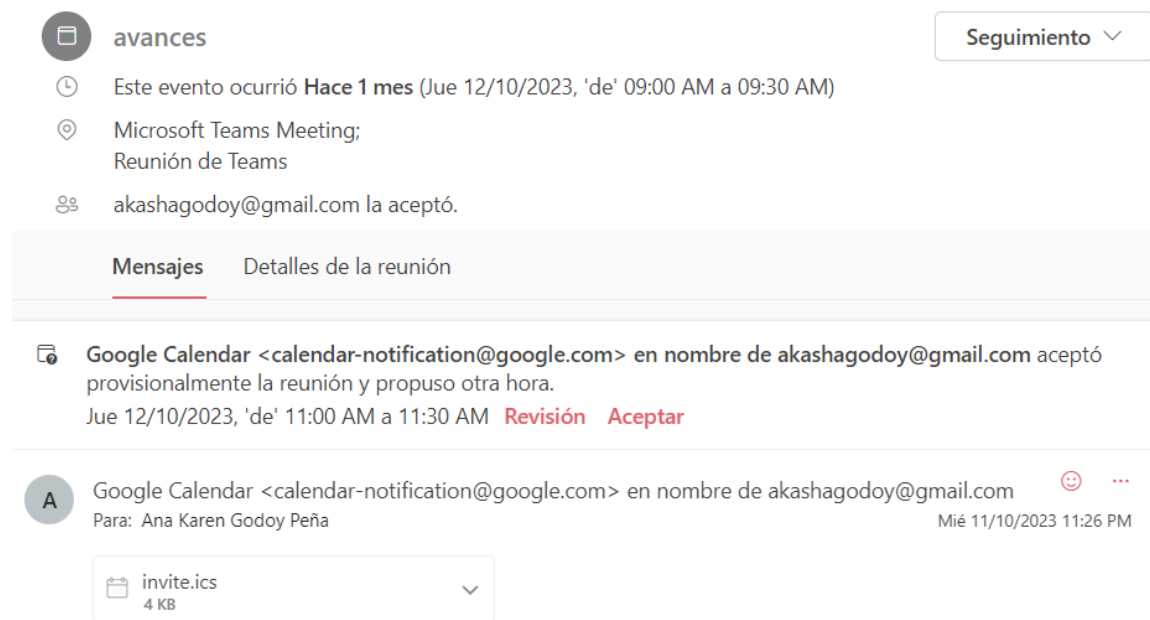 avances
Seguimiento
Este evento ocurrió Hace 1 mes (Jue 12/10/2023, 'de' 09:00 AM a 09:30 AM)
Microsoft Teams Meeting;
Reunión de Teams
akashagodoy@gmail.com la aceptó.
Mensajes Detalles de la reunión
Google Calendar <calendar-notification@google.com> en nombre de akashagodoy@gmail.com aceptó
provisionalmente la reunión y propuso otra hora.
Jue 12/10/2023, 'de' 11:00 AM a 11:30 AM Revisión Aceptar
A
Google Calendar <calendar-notification@google.com> en nombre de akashagodoy@gmail.com
Para: Ana Karen Godoy Peña
Mié 11/10/2023 11:26 PM
invite.ics
4 KB